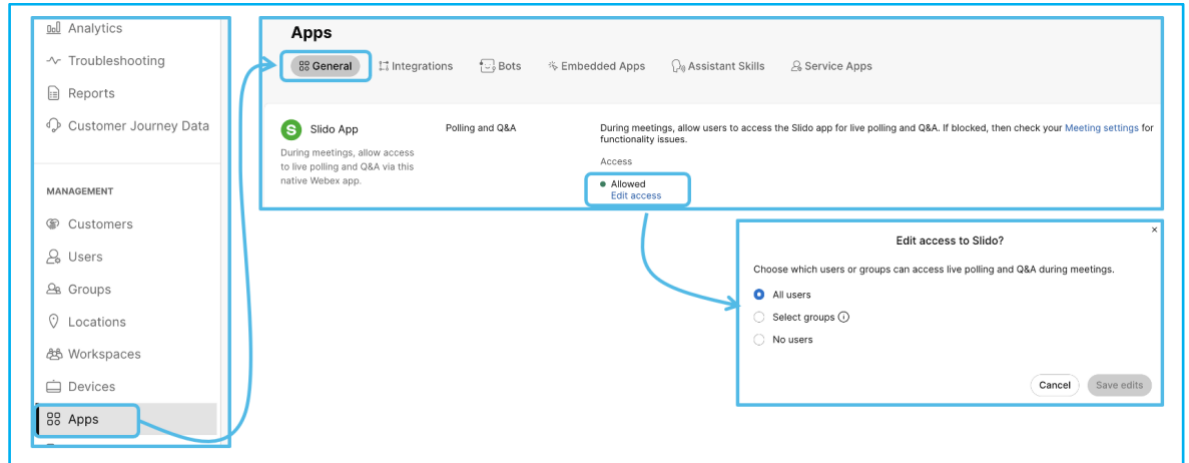 Analytics
Troubleshooting
Reports
Customer Journey Data
MANAGEMENT
Customers
Users
Groups
Locations
Workspaces
Devices
Apps
Apps
General
Integrations
Bots
Embedded Apps
Assistant Skills
Service Apps
S
Slido App
During meetings, allow access
to live polling and Q&A via this
native Webex app.
Polling and Q&A
During meetings, allow users to access the Slido app for live polling and Q&A. If blocked, then check your Meeting settings for
functionality issues.
Access
Allowed
Edit access
×
Edit access to Slido?
Choose which users or groups can access live polling and Q&A during meetings.
All users
Select groups
No users
Cancel
Save edits